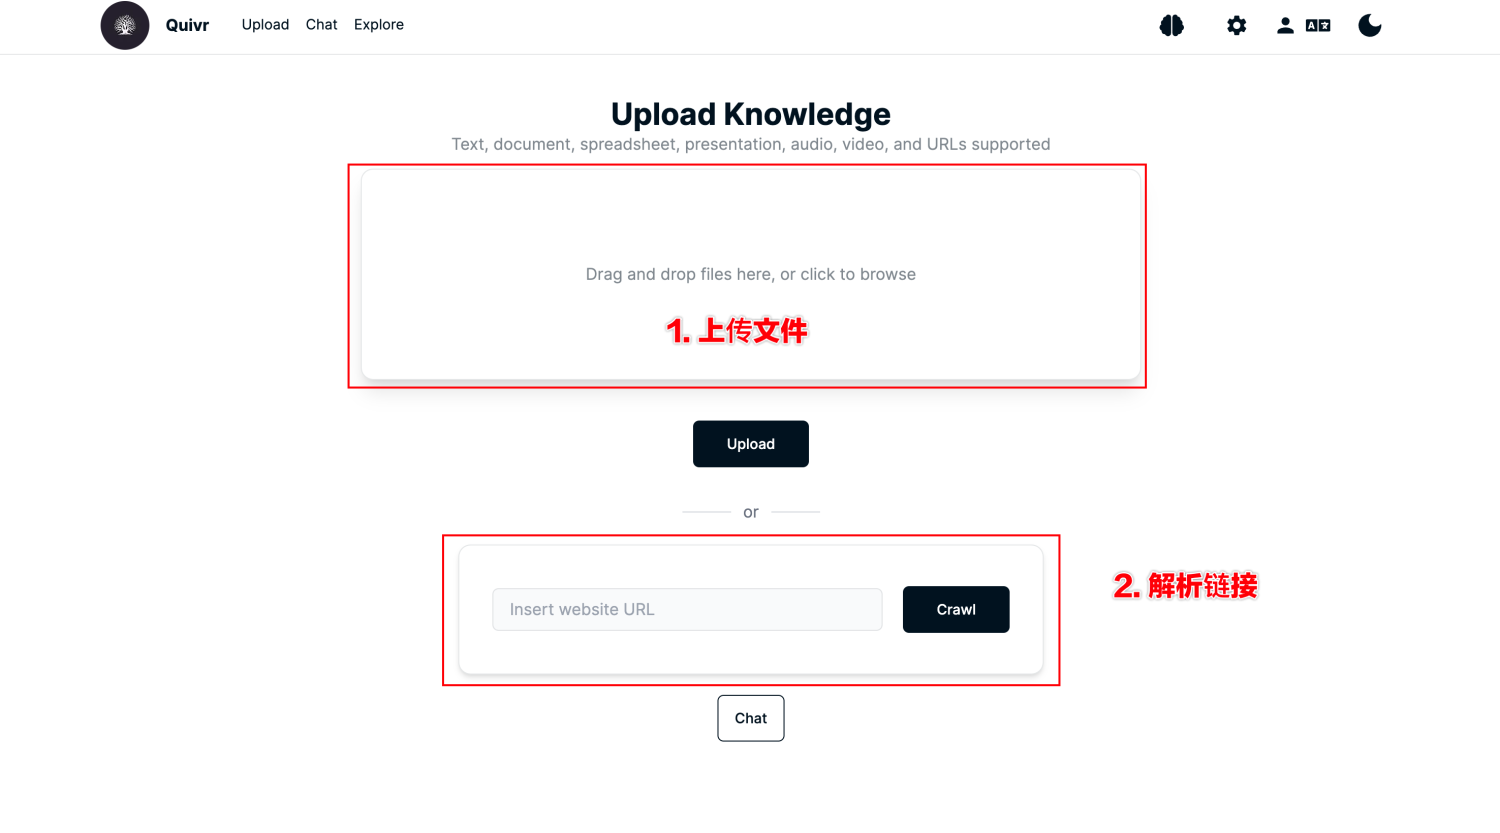 Quivr Upload Chat Explore
Upload Knowledge
Text, document, spreadsheet, presentation, audio, video, and URLs supported
Drag and drop files here, or click to browse
1. 上传文件
Upload
or
Insert website URL
Crawl
2. 解析链接
Chat